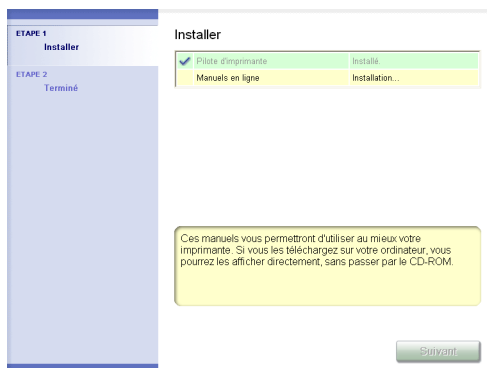 ETAPE 1
Installer
ETAPE 2
Terminé
Installer
Pilote d'imprimante Installé.
Manuels en ligne Installation...
Ces manuels vous permettront d'utiliser au mieux votre
imprimante. Si vous les téléchargez sur votre ordinateur, vous
pourrez les afficher directement, sans passer par le CD-ROM.
Suivant